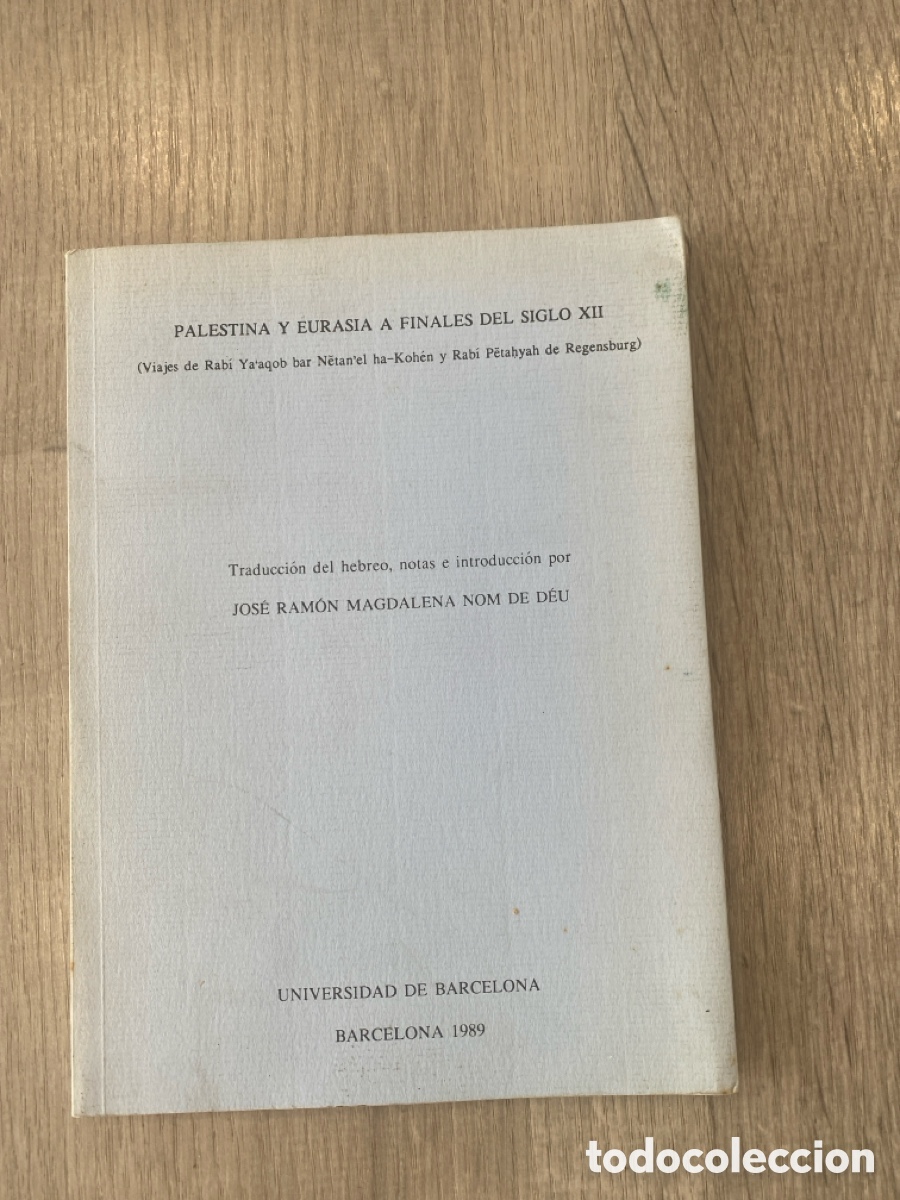 PALESTINA Y EURASIA A FINALES DEL SIGLO XII
(Viajes de Rabí Ya'aqob bar Nĕtan'el ha-Kohén y Rabí Pĕtaḥyah de Regensburg)
Traducción del hebreo, notas e introducción por
JOSÉ RAMÓN MAGDALENA NOM DE DÉU
UNIVERSIDAD DE BARCELONA
BARCELONA 1989
todocoleccion